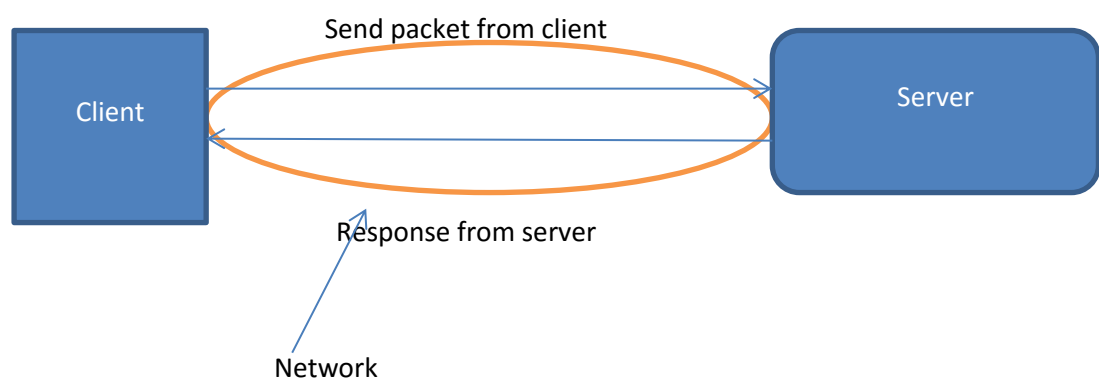 Send packet from client
Client
Server
Response from server
Network